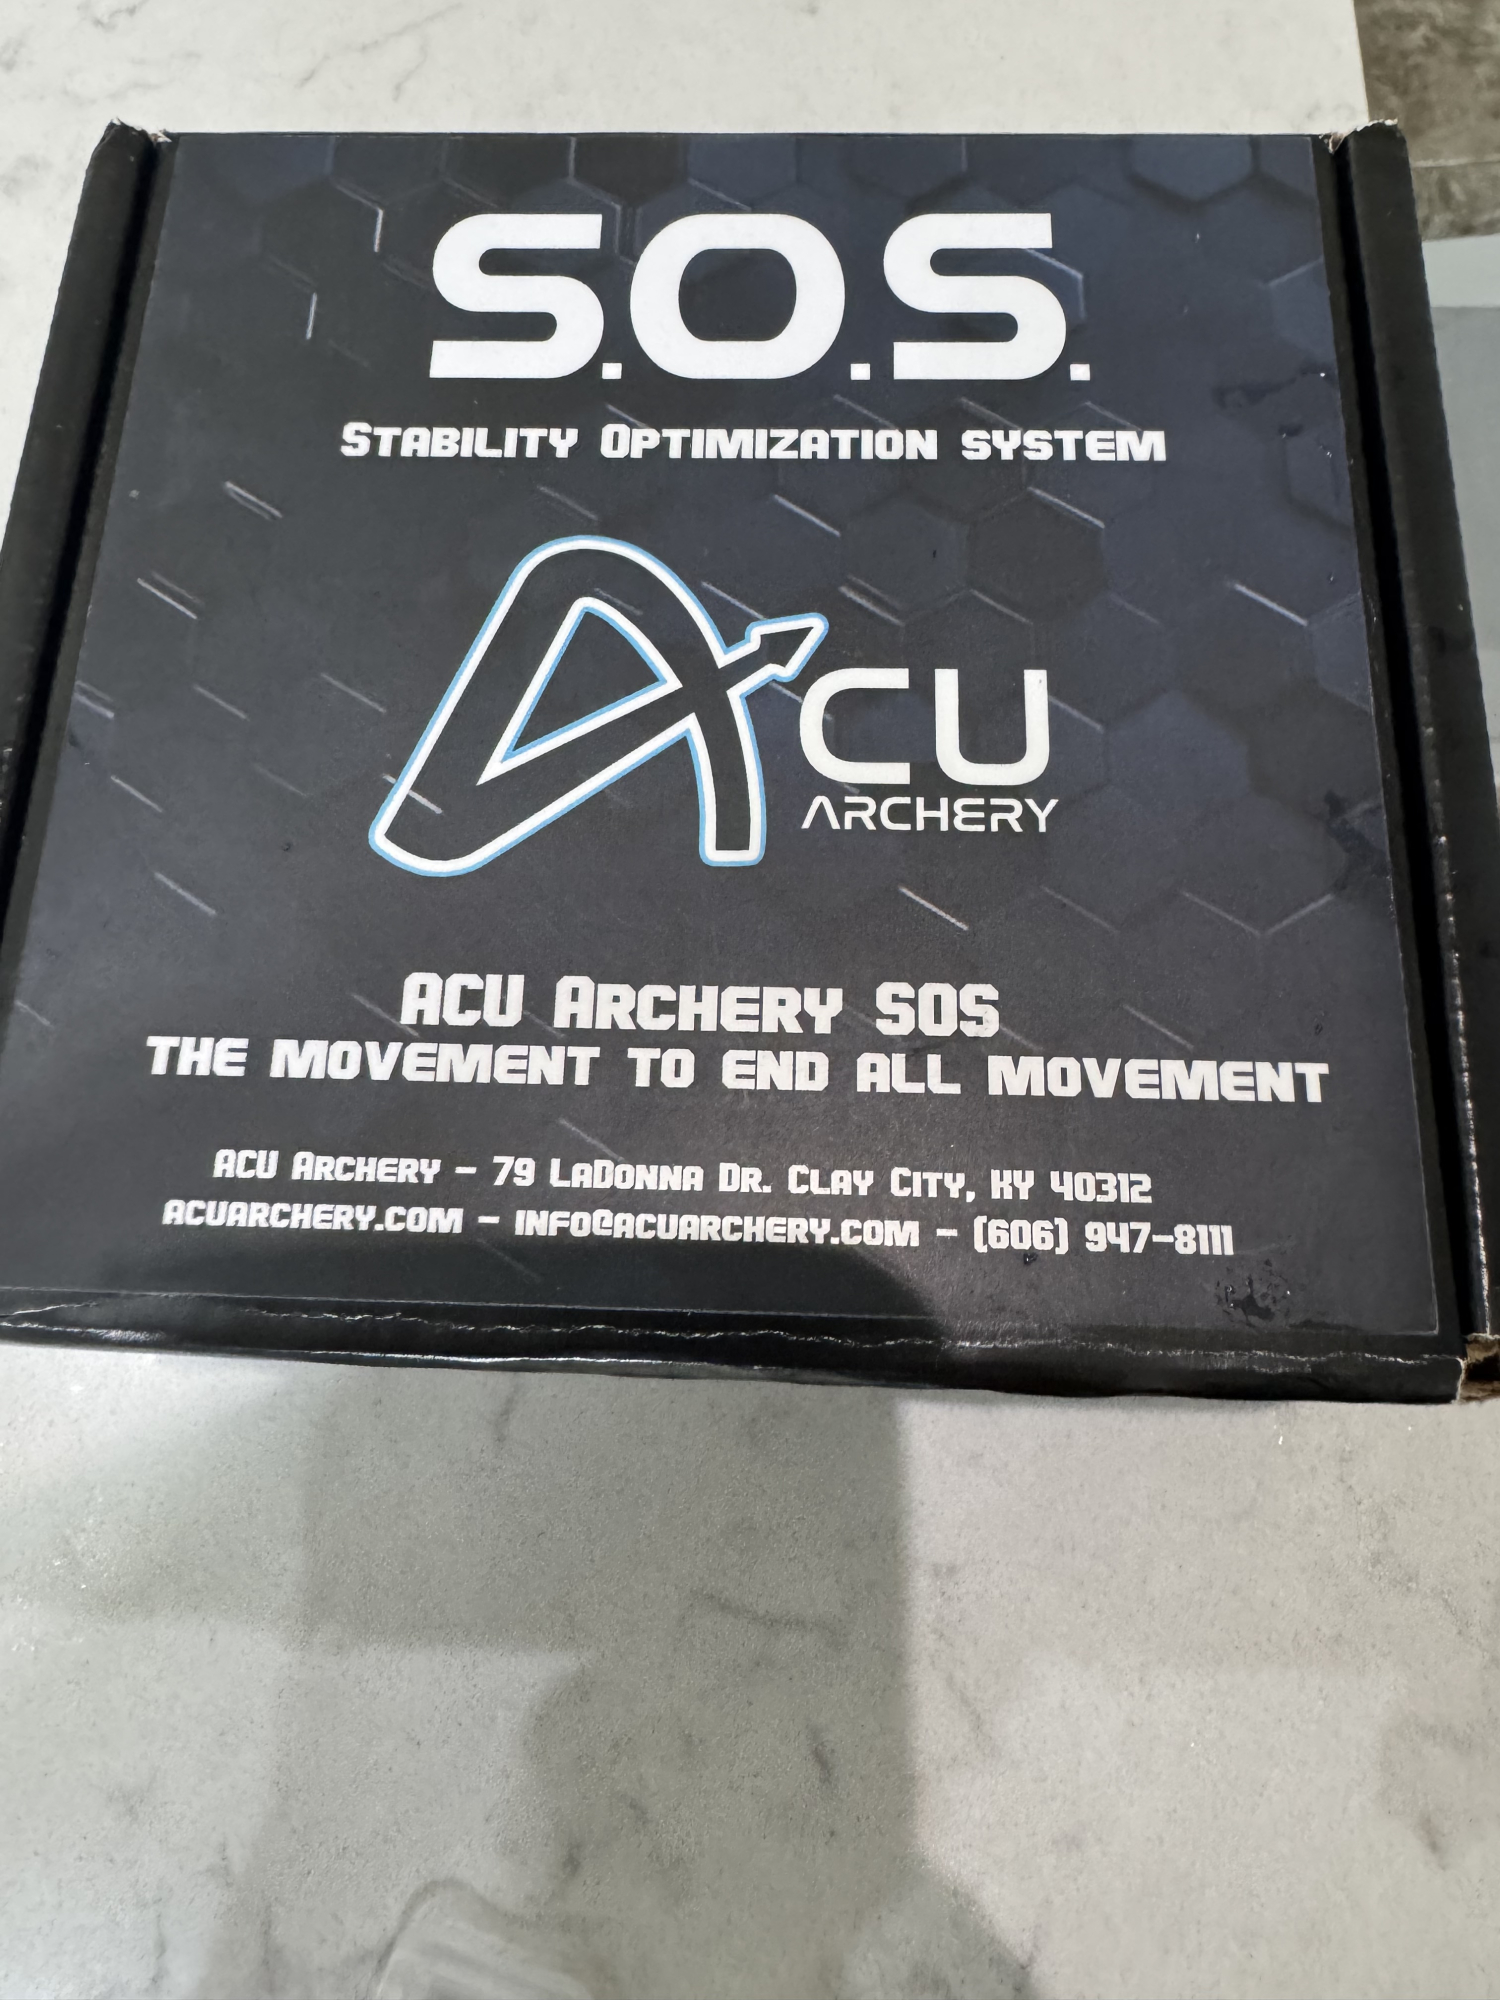 S.O.S.
Stability Optimization system
ACU
ARCHERY
ACU Archery SOS
THE MOVEMENT TO END ALL MOVEMENT
ACU Archery - 79 LaDonna Dr. Clay City, KY 40312
acuarchery.com - info@acuarchery.com - (606) 947-8111